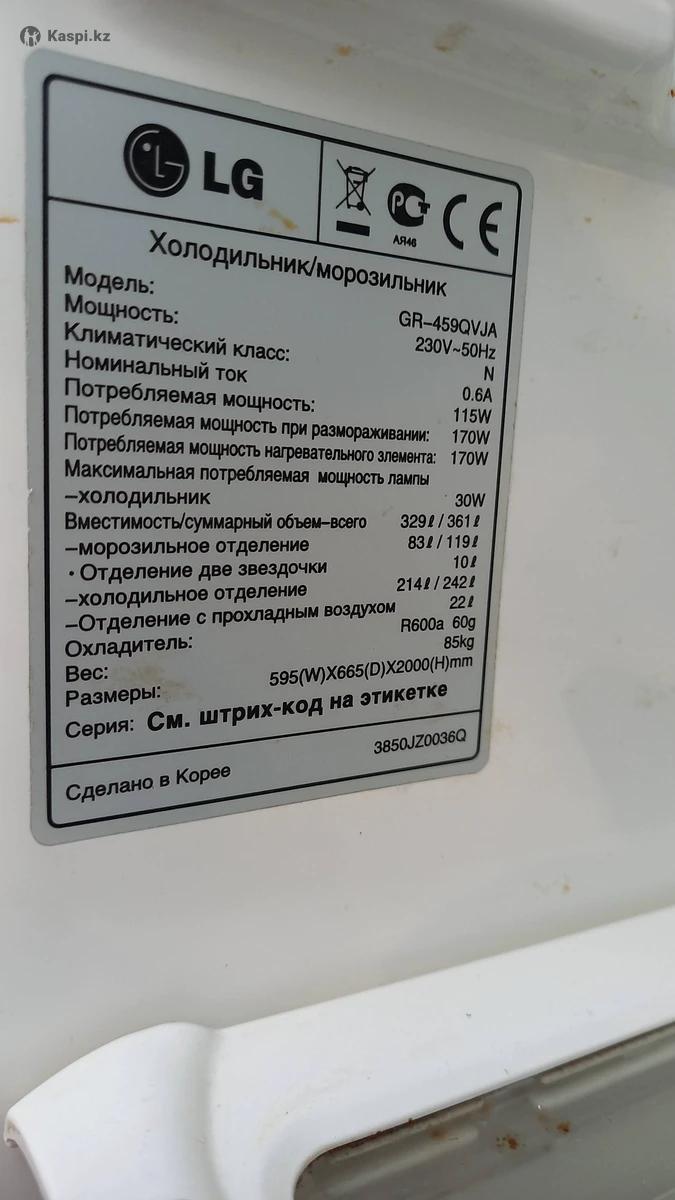 Kaspi.kz
LG
PCT
АЯ46
CE
Холодильник/морозильник
Модель: GR-459QVJA
Мощность: 230V~50Hz
Климатический класс: N
Номинальный ток 0.6A
Потребляемая мощность: 115W
Потребляемая мощность при размораживании: 170W
Потребляемая мощность нагревательного элемента: 170W
Максимальная потребляемая мощность лампы
-холодильник 30W
Вместимость/суммарный объем-всего 329ℓ / 361ℓ
-морозильное отделение 83ℓ / 119ℓ
· Отделение две звездочки 10ℓ
-холодильное отделение 214ℓ / 242ℓ
-Отделение с прохладным воздухом 22ℓ
Охладитель: R600a 60g
Вес: 85kg
Размеры: 595(W)X665(D)X2000(H)mm
Серия: См. штрих-код на этикетке
3850JZ0036Q
Сделано в Корее